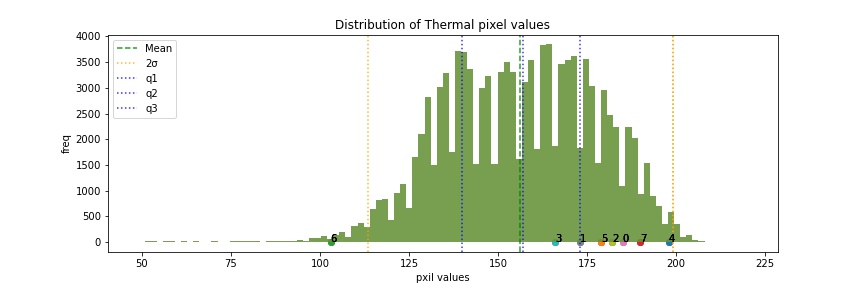 Distribution of Thermal pixel values
4000
3500
3000
2500
2000
1500
1000
500
0
freq
Mean
2σ
q1
q2
q3
6 3 1 5 2 0 7 4
50 75 100 125 150 175 200 225
pxil values